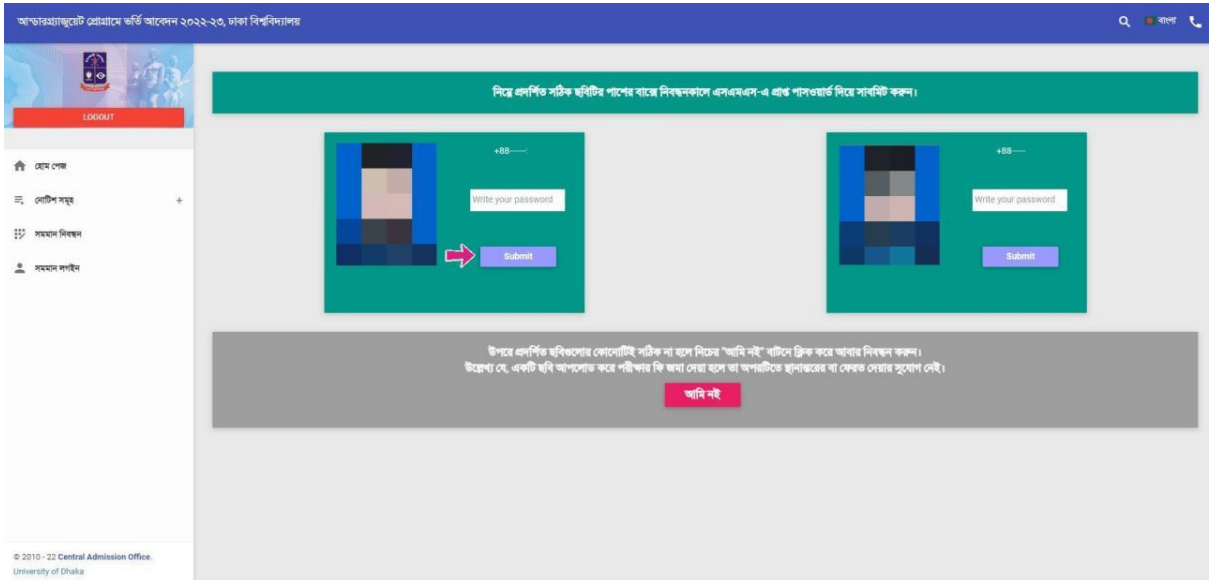 আন্ডারগ্র্যাজুয়েট প্রোগ্রামে ভর্তি আবেদন ২০২২-২৩, ঢাকা বিশ্ববিদ্যালয়
বাংলা
LOGOUT
হোম পেজ
নোটিশ সমূহ +
সমমান নিবন্ধন
সমমান লগইন
নিম্নে প্রদর্শিত সঠিক ছবিটির পাশের বাক্সে নিবন্ধনকালে এসএমএস-এ প্রাপ্ত পাসওয়ার্ড দিয়ে সাবমিট করুন।
+88
Write your password
Submit
+88
Write your password
Submit
উপরে প্রদর্শিত ছবিগুলোর কোনোটিই সঠিক না হলে নিচের "আমি নই" বাটনে ক্লিক করে আবার নিবন্ধন করুন।
উল্লেখ্য যে, একটি ছবি আপলোড করে পরীক্ষার ফি জমা দেয়া হলে তা অপরটিতে স্থানান্তরের বা ফেরত দেয়ার সুযোগ নেই।
আমি নই
© 2010 - 22 Central Admission Office.
University of Dhaka